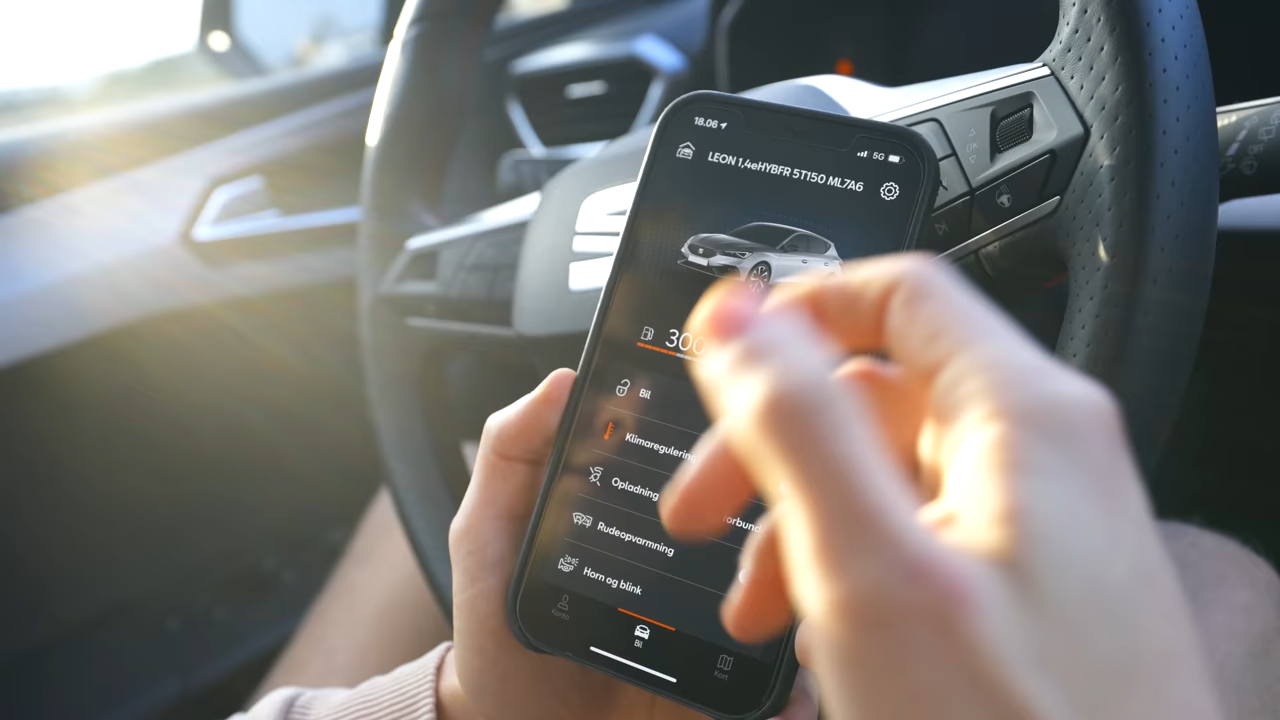 18.06
5G
LEON 1,4eHYBFR 5T150 ML7A6
300
Bil
Klimaregulering
Opladning
Rudeopvarmning
Horn og blink
Konto
Bil
Kort